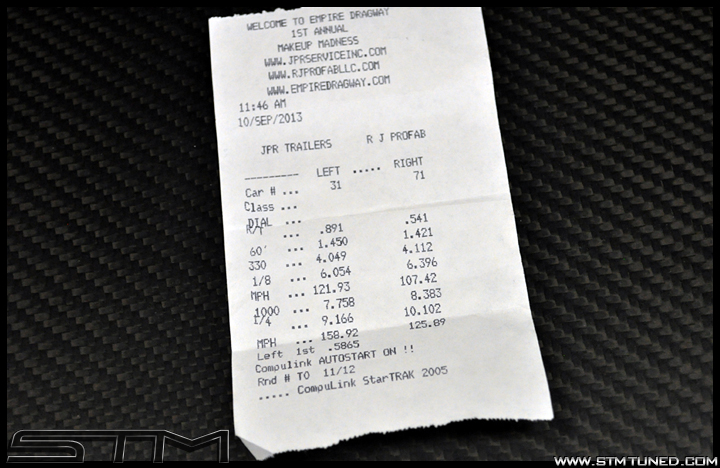 WELCOME TO EMPIRE DRAGWAY
1ST ANNUAL
MAKEUP MADNESS
WWW.JPRSERVICEINC.COM
WWW.RJPROFABLLC.COM
WWW.EMPIREDRAGWAY.COM
11:46 AM
10/SEP/2013
JPR TRAILERS R J PROFAB
--------- LEFT ..... RIGHT
Car # ... 31 71
Class ...
DIAL ...
R/T ... .891 .541
60' ... 1.450 1.421
330 ... 4.049 4.112
1/8 ... 6.054 6.396
MPH ... 121.93 107.42
1000 ... 7.758 8.383
1/4 ... 9.166 10.102
MPH ... 158.92 125.89
Left 1st .5865
Compulink AUTOSTART ON !!
Rnd # TO 11/12
..... CompuLink StarTRAK 2005
STM
WWW.STMTUNED.COM